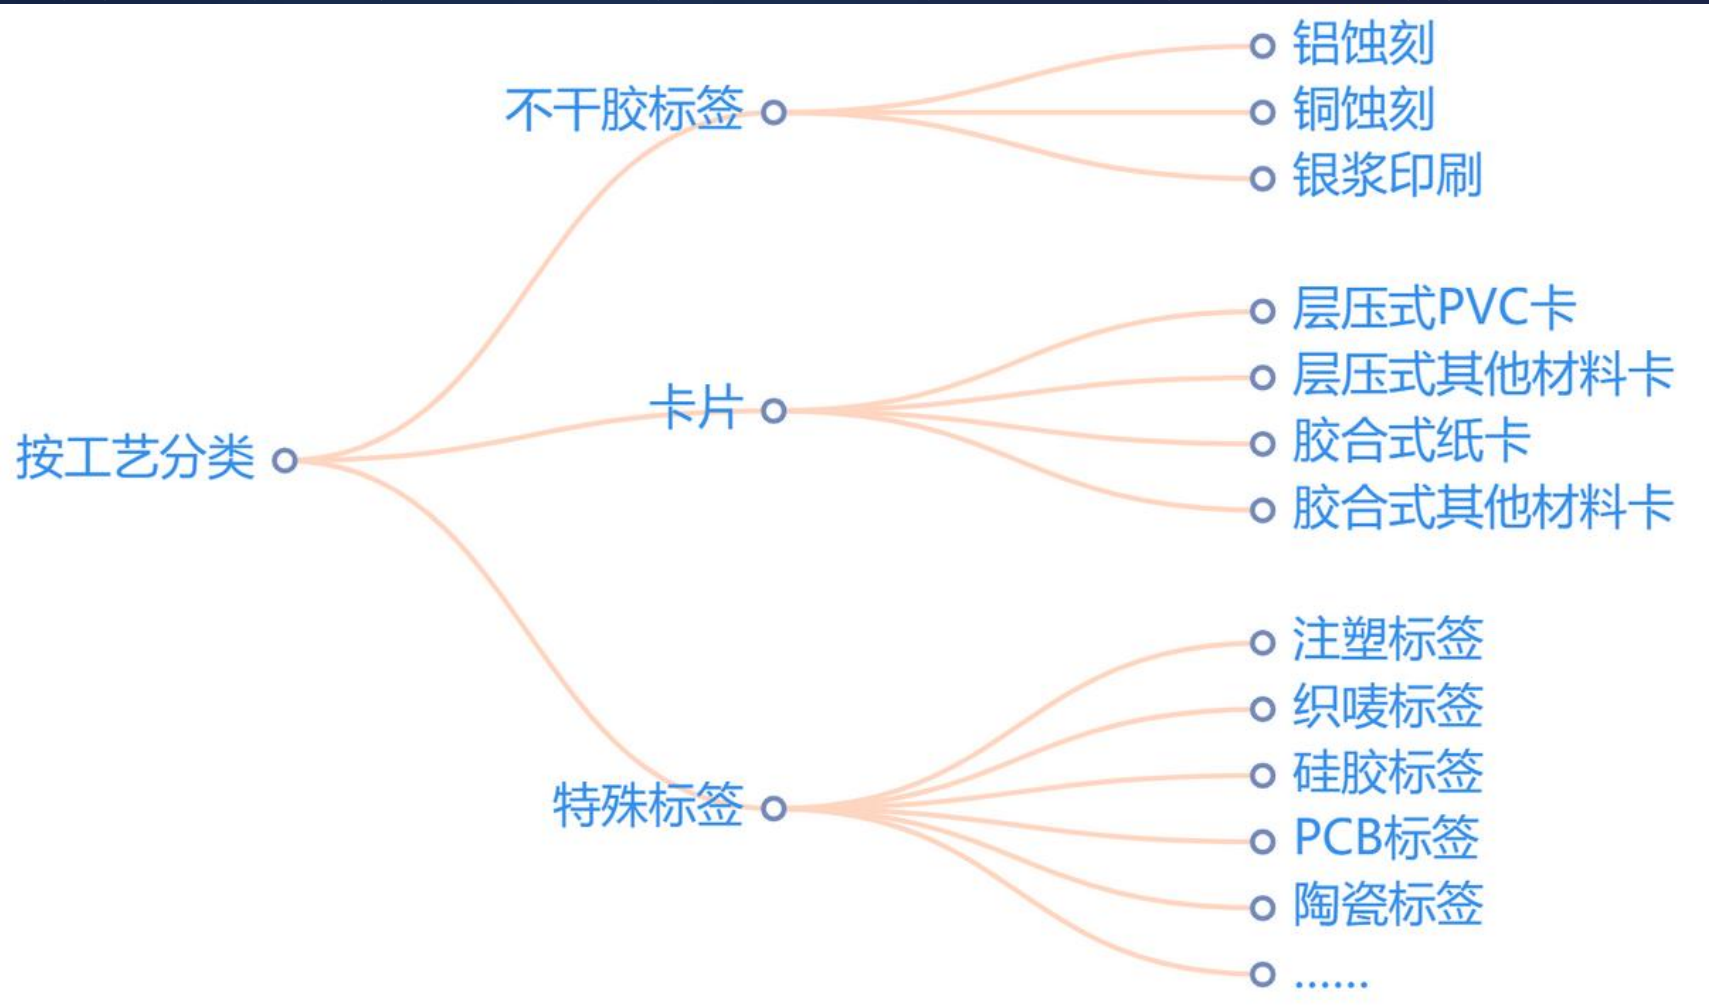 按工艺分类
不干胶标签
铝蚀刻
铜蚀刻
银浆印刷
卡片
层压式PVC卡
层压式其他材料卡
胶合式纸卡
胶合式其他材料卡
特殊标签
注塑标签
织唛标签
硅胶标签
PCB标签
陶瓷标签
......